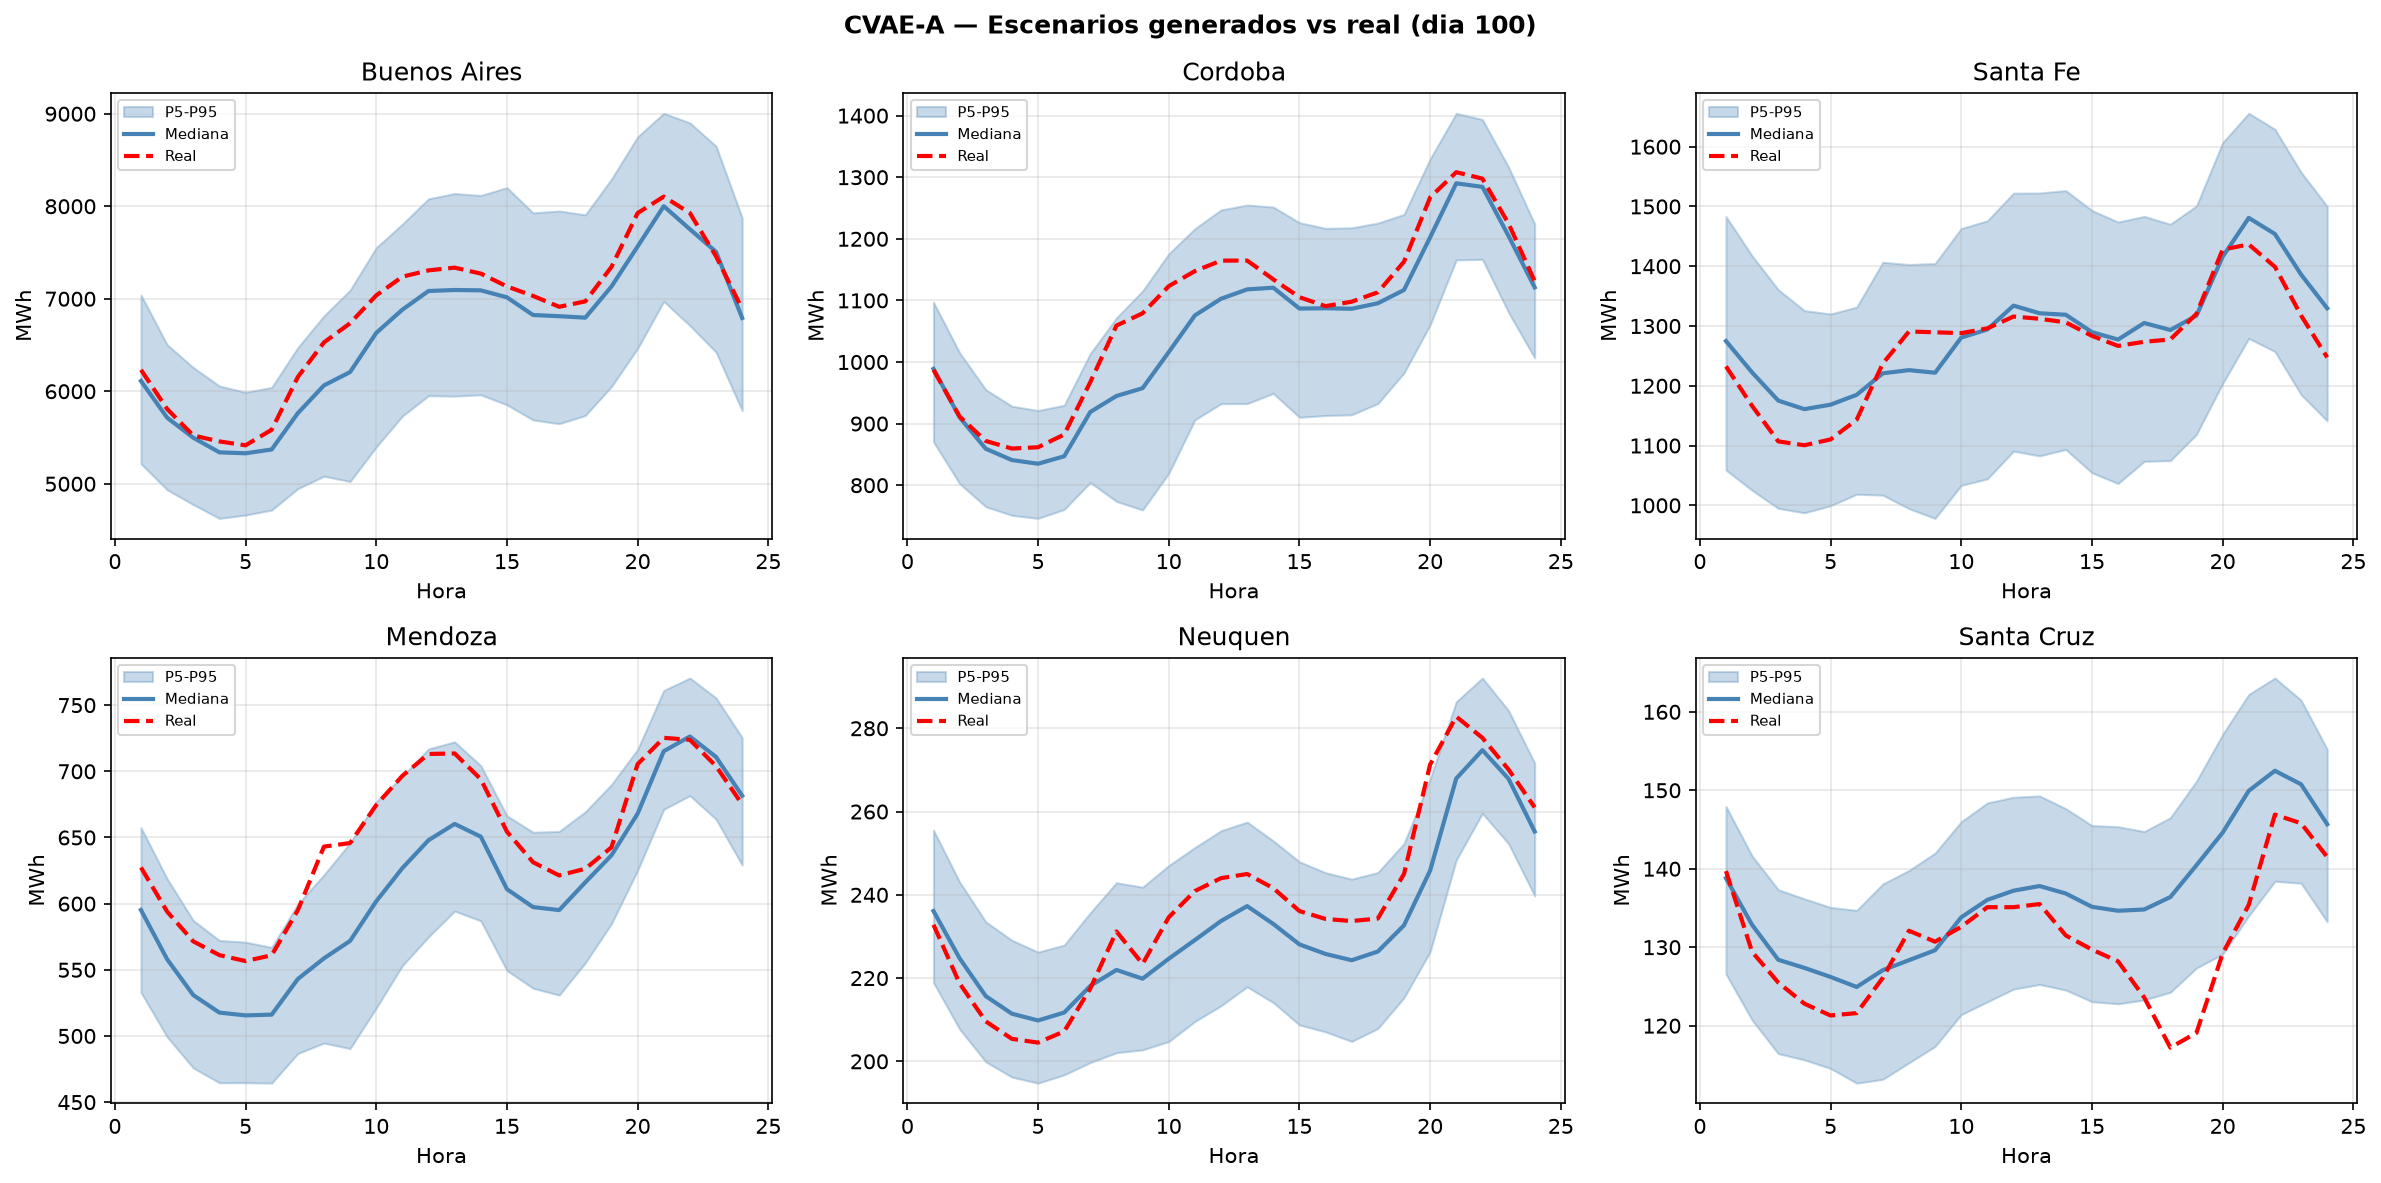 CVAE-A — Escenarios generados vs real (dia 100)
Buenos Aires
P5-P95
Mediana
Real
9000
8000
7000
6000
5000
MWh
0 5 10 15 20 25
Hora
Cordoba
P5-P95
Mediana
Real
1400
1300
1200
1100
1000
900
800
MWh
0 5 10 15 20 25
Hora
Santa Fe
P5-P95
Mediana
Real
1600
1500
1400
1300
1200
1100
1000
MWh
0 5 10 15 20 25
Hora
Mendoza
P5-P95
Mediana
Real
750
700
650
600
550
500
450
MWh
0 5 10 15 20 25
Hora
Neuquen
P5-P95
Mediana
Real
280
260
240
220
200
MWh
0 5 10 15 20 25
Hora
Santa Cruz
P5-P95
Mediana
Real
160
150
140
130
120
MWh
0 5 10 15 20 25
Hora